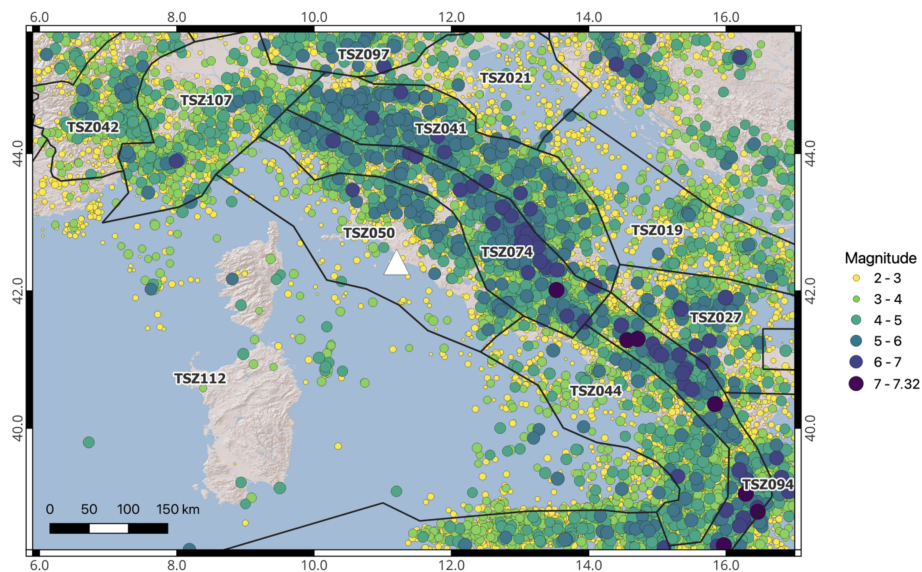 6.0 8.0 10.0 12.0 14.0 16.0
TSZ097
TSZ021
TSZ107
TSZ042
TSZ041
44.0 44.0
TSZ050
TSZ019
TSZ074
Magnitude
2 - 3
3 - 4
4 - 5
5 - 6
6 - 7
7 - 7.32
42.0 42.0
TSZ027
TSZ112
TSZ044
40.0 40.0
TSZ094
0 50 100 150 km
6.0 8.0 10.0 12.0 14.0 16.0